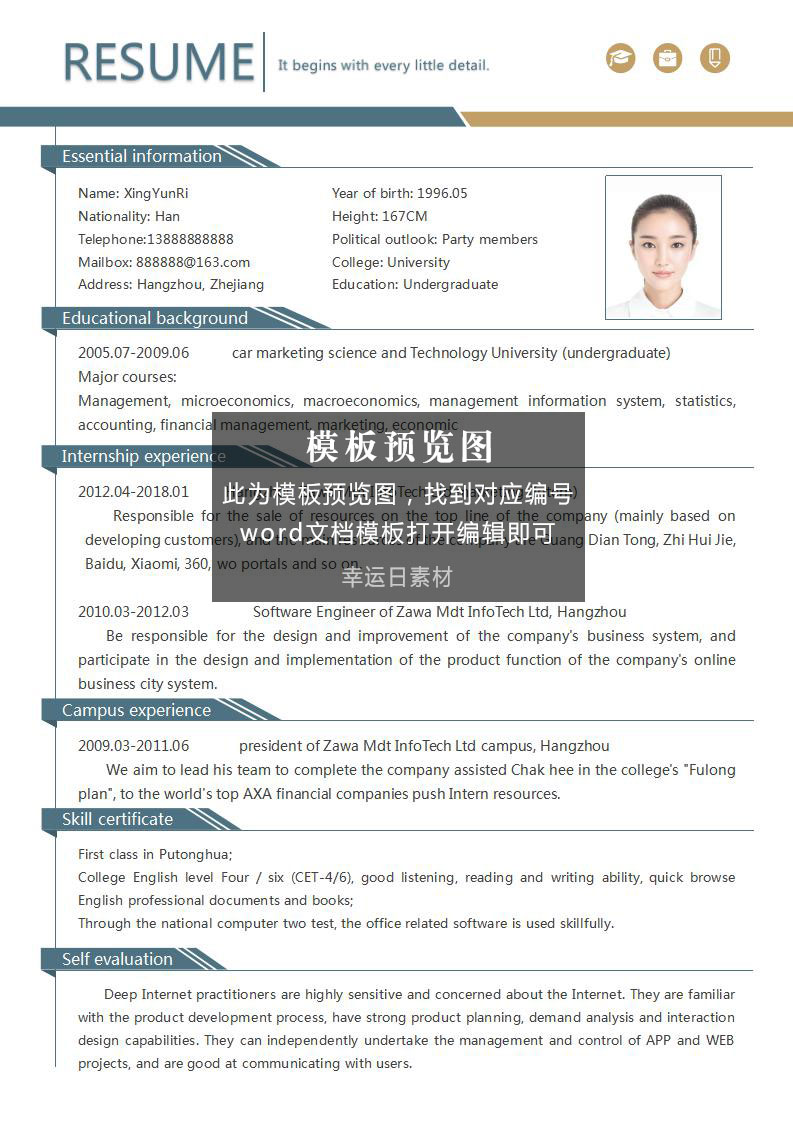 RESUME
It begins with every little detail.
Essential information
Name: XingYunRi
Year of birth: 1996.05
Nationality: Han
Height: 167CM
Telephone:13888888888
Political outlook: Party members
Mailbox: 888888@163.com
College: University
Address: Hangzhou, Zhejiang
Education: Undergraduate
Educational background
2005.07-2009.06 car marketing science and Technology University (undergraduate)
Major courses:
Management, microeconomics, macroeconomics, management information system, statistics,
accounting, financial management, marketing, economic
模板预览图
Internship experience
2012.04-2018.01
此为模板预览图，找到对应编号
Responsible for the sale of resources on the top line of the company (mainly based on
word文档模板打开编辑即可
developing customers), and the main Guang Dian Tong, Zhi Hui Jie,
Baidu, Xiaomi, 360, wo portals and so on.
幸运日素材
2010.03-2012.03 Software Engineer of Zawa Mdt InfoTech Ltd, Hangzhou
Be responsible for the design and improvement of the company's business system, and
participate in the design and implementation of the product function of the company's online
business city system.
Campus experience
2009.03-2011.06 president of Zawa Mdt InfoTech Ltd campus, Hangzhou
We aim to lead his team to complete the company assisted Chak hee in the college's "Fulong
plan", to the world's top AXA financial companies push Intern resources.
Skill certificate
First class in Putonghua;
College English level Four / six (CET-4/6), good listening, reading and writing ability, quick browse
English professional documents and books;
Through the national computer two test, the office related software is used skillfully.
Self evaluation
Deep Internet practitioners are highly sensitive and concerned about the Internet. They are familiar
with the product development process, have strong product planning, demand analysis and interaction
design capabilities. They can independently undertake the management and control of APP and WEB
projects, and are good at communicating with users.